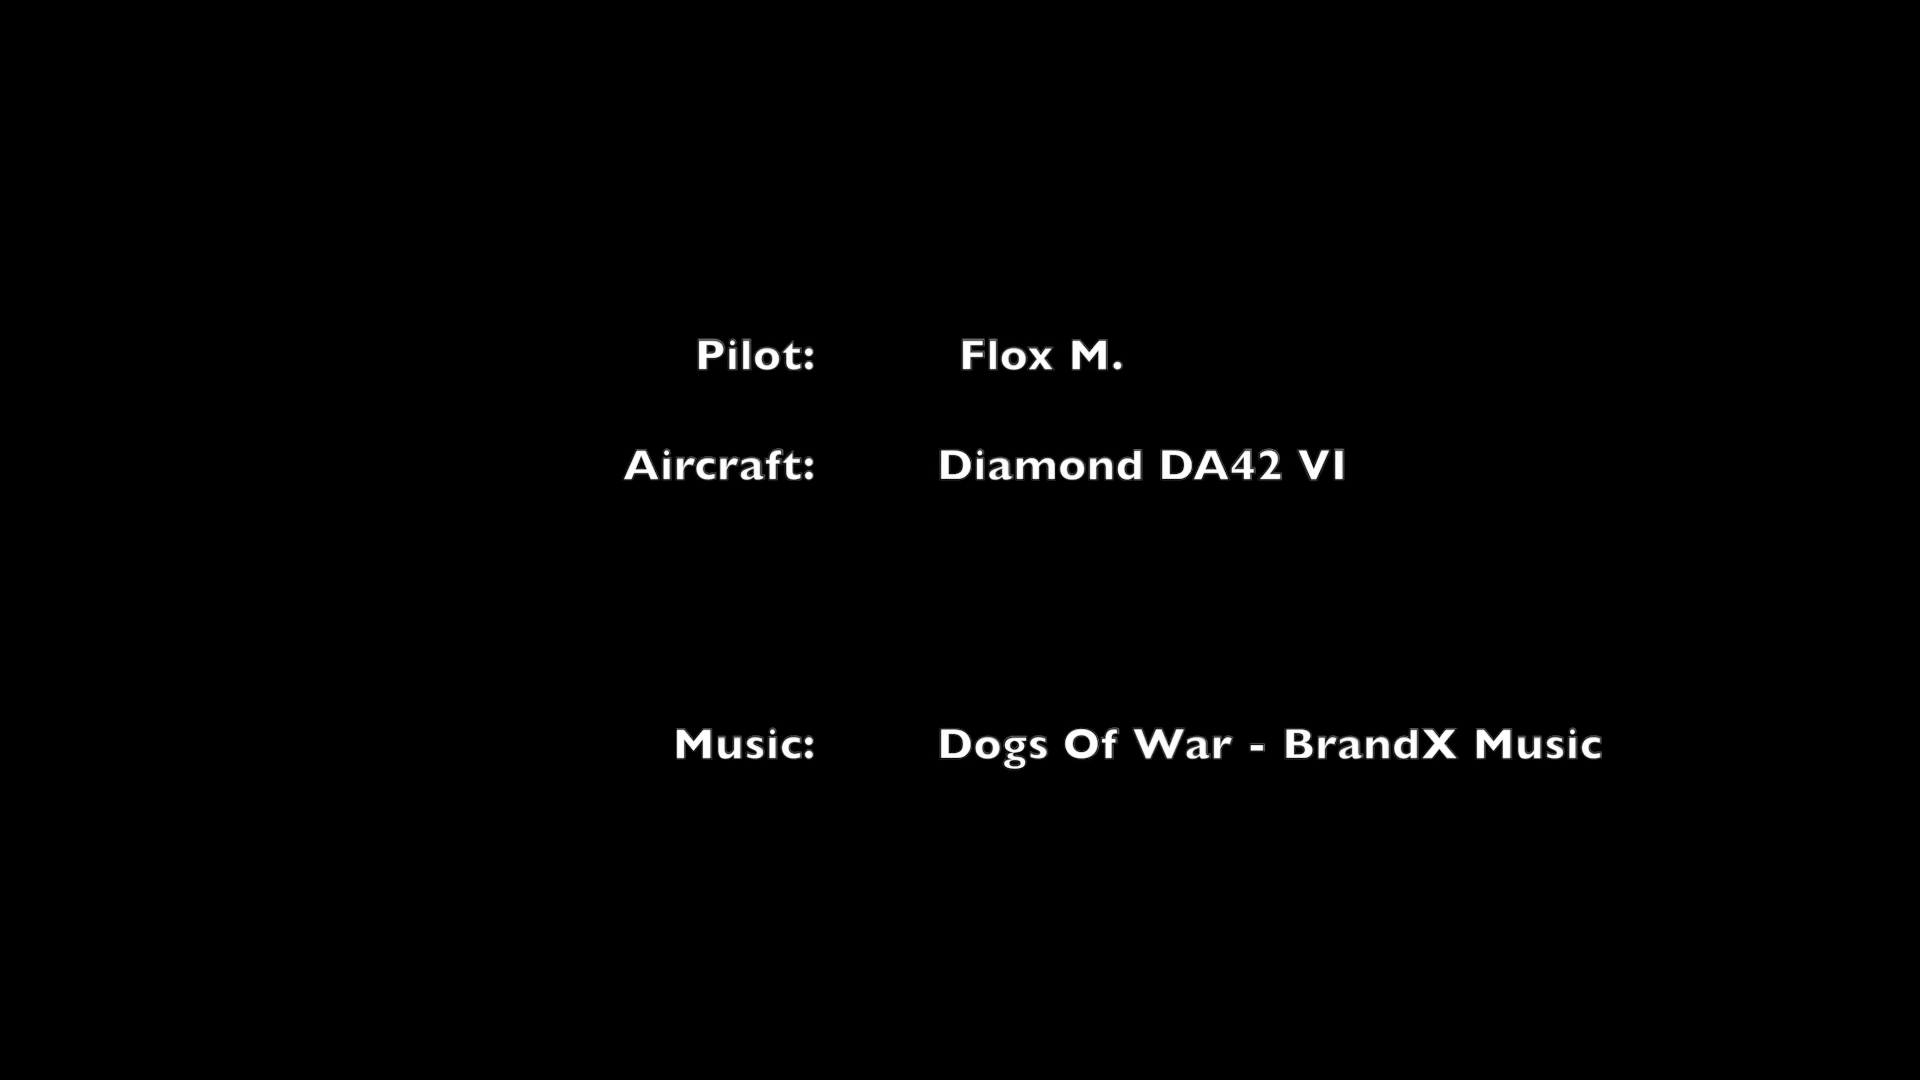 Pilot: Flox M.
Aircraft: Diamond DA42 VI
Music: Dogs Of War - BrandX Music